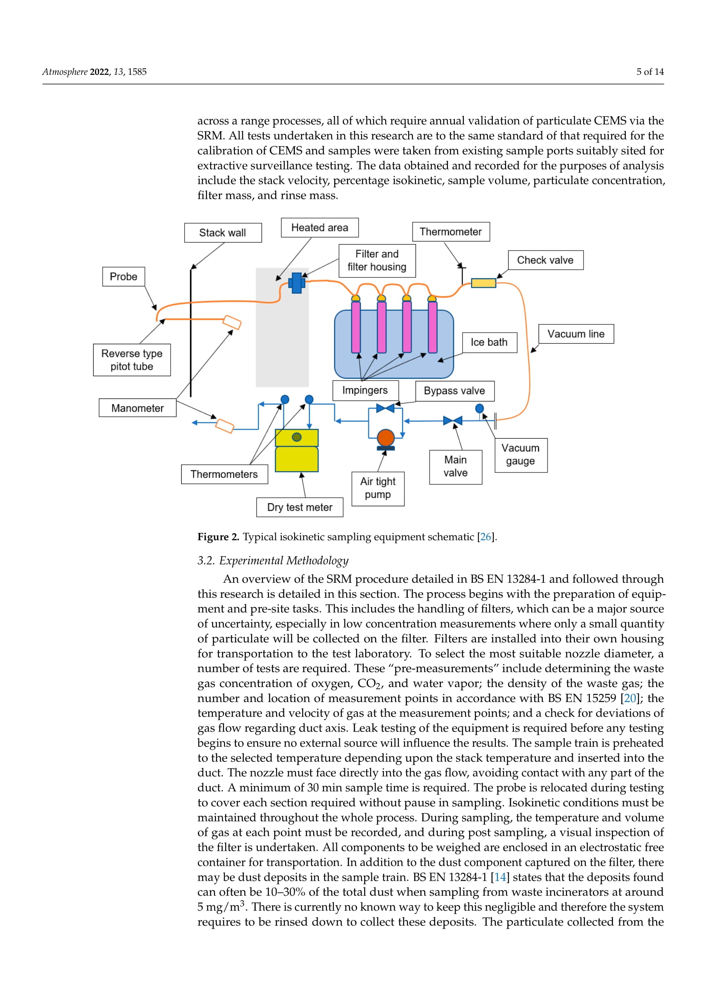 Atmosphere 2022, 13, 1585
5 of 14
across a range processes, all of which require annual validation of particulate CEMS via the
SRM. All tests undertaken in this research are to the same standard of that required for the
calibration of CEMS and samples were taken from existing sample ports suitably sited for
extractive surveillance testing. The data obtained and recorded for the purposes of analysis
include the stack velocity, percentage isokinetic, sample volume, particulate concentration,
filter mass, and rinse mass.
Stack wall
Heated area
Thermometer
Filter and
filter housing
Check valve
Probe
Vacuum line
Ice bath
Reverse type
pitot tube
Impingers
Bypass valve
Manometer
Vacuum
gauge
Main
valve
Thermometers
Air tight
pump
Dry test meter
Figure 2. Typical isokinetic sampling equipment schematic [26].
3.2. Experimental Methodology
An overview of the SRM procedure detailed in BS EN 13284-1 and followed through
this research is detailed in this section. The process begins with the preparation of equip-
ment and pre-site tasks. This includes the handling of filters, which can be a major source
of uncertainty, especially in low concentration measurements where only a small quantity
of particulate will be collected on the filter. Filters are installed into their own housing
for transportation to the test laboratory. To select the most suitable nozzle diameter, a
number of tests are required. These “pre-measurements” include determining the waste
gas concentration of oxygen, CO₂, and water vapor; the density of the waste gas; the
number and location of measurement points in accordance with BS EN 15259 [20]; the
temperature and velocity of gas at the measurement points; and a check for deviations of
gas flow regarding duct axis. Leak testing of the equipment is required before any testing
begins to ensure no external source will influence the results. The sample train is preheated
to the selected temperature depending upon the stack temperature and inserted into the
duct. The nozzle must face directly into the gas flow, avoiding contact with any part of the
duct. A minimum of 30 min sample time is required. The probe is relocated during testing
to cover each section required without pause in sampling. Isokinetic conditions must be
maintained throughout the whole process. During sampling, the temperature and volume
of gas at each point must be recorded, and during post sampling, a visual inspection of
the filter is undertaken. All components to be weighed are enclosed in an electrostatic free
container for transportation. In addition to the dust component captured on the filter, there
may be dust deposits in the sample train. BS EN 13284-1 [14] states that the deposits found
can often be 10–30% of the total dust when sampling from waste incinerators at around
5 mg/m³. There is currently no known way to keep this negligible and therefore the system
requires to be rinsed down to collect these deposits. The particulate collected from the